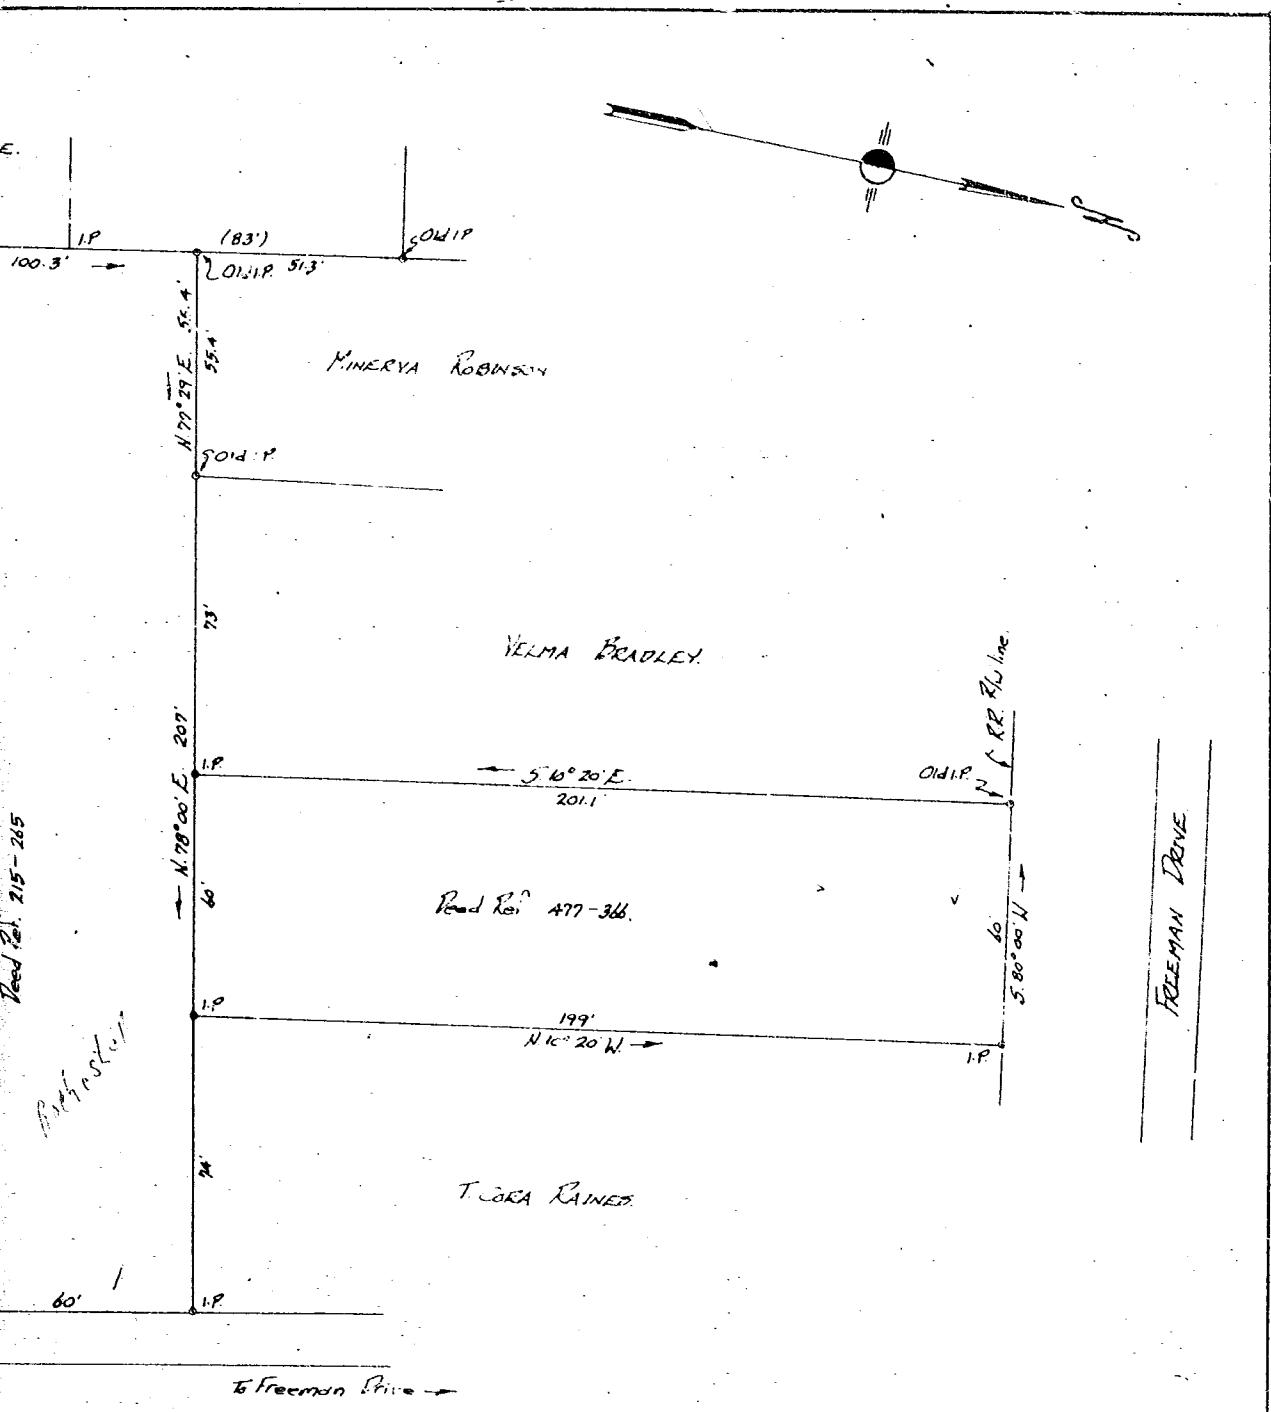 E.
N
I.P
(83')
Old I.P
100.3'
Old I.P. 51.3'
N.77°29'E. 55.4'
55.4'
MINERVA ROBINSON
Old I.P.
73'
VELMA BRADLEY.
R.R. R/W line.
N.78°00'E. 207'
I.P.
S.10°20'E.
201.1'
Old I.P.
Deed Ref. 215-265
60'
Deed Ref 477-366.
60'
S.80°00'W
FREEMAN DRIVE
I.P.
199'
N.10°20'W.
I.P.
74'
T. CORA RAINES.
60'
I.P.
To Freeman Drive